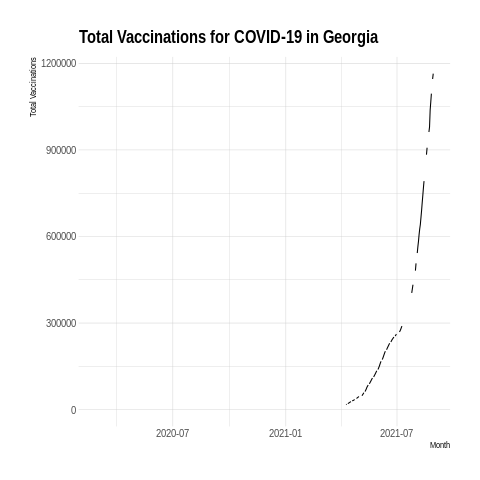 Total Vaccinations for COVID-19 in Georgia
Total Vaccinations
1200000
900000
600000
300000
0
2020-07 2021-01 2021-07
Month